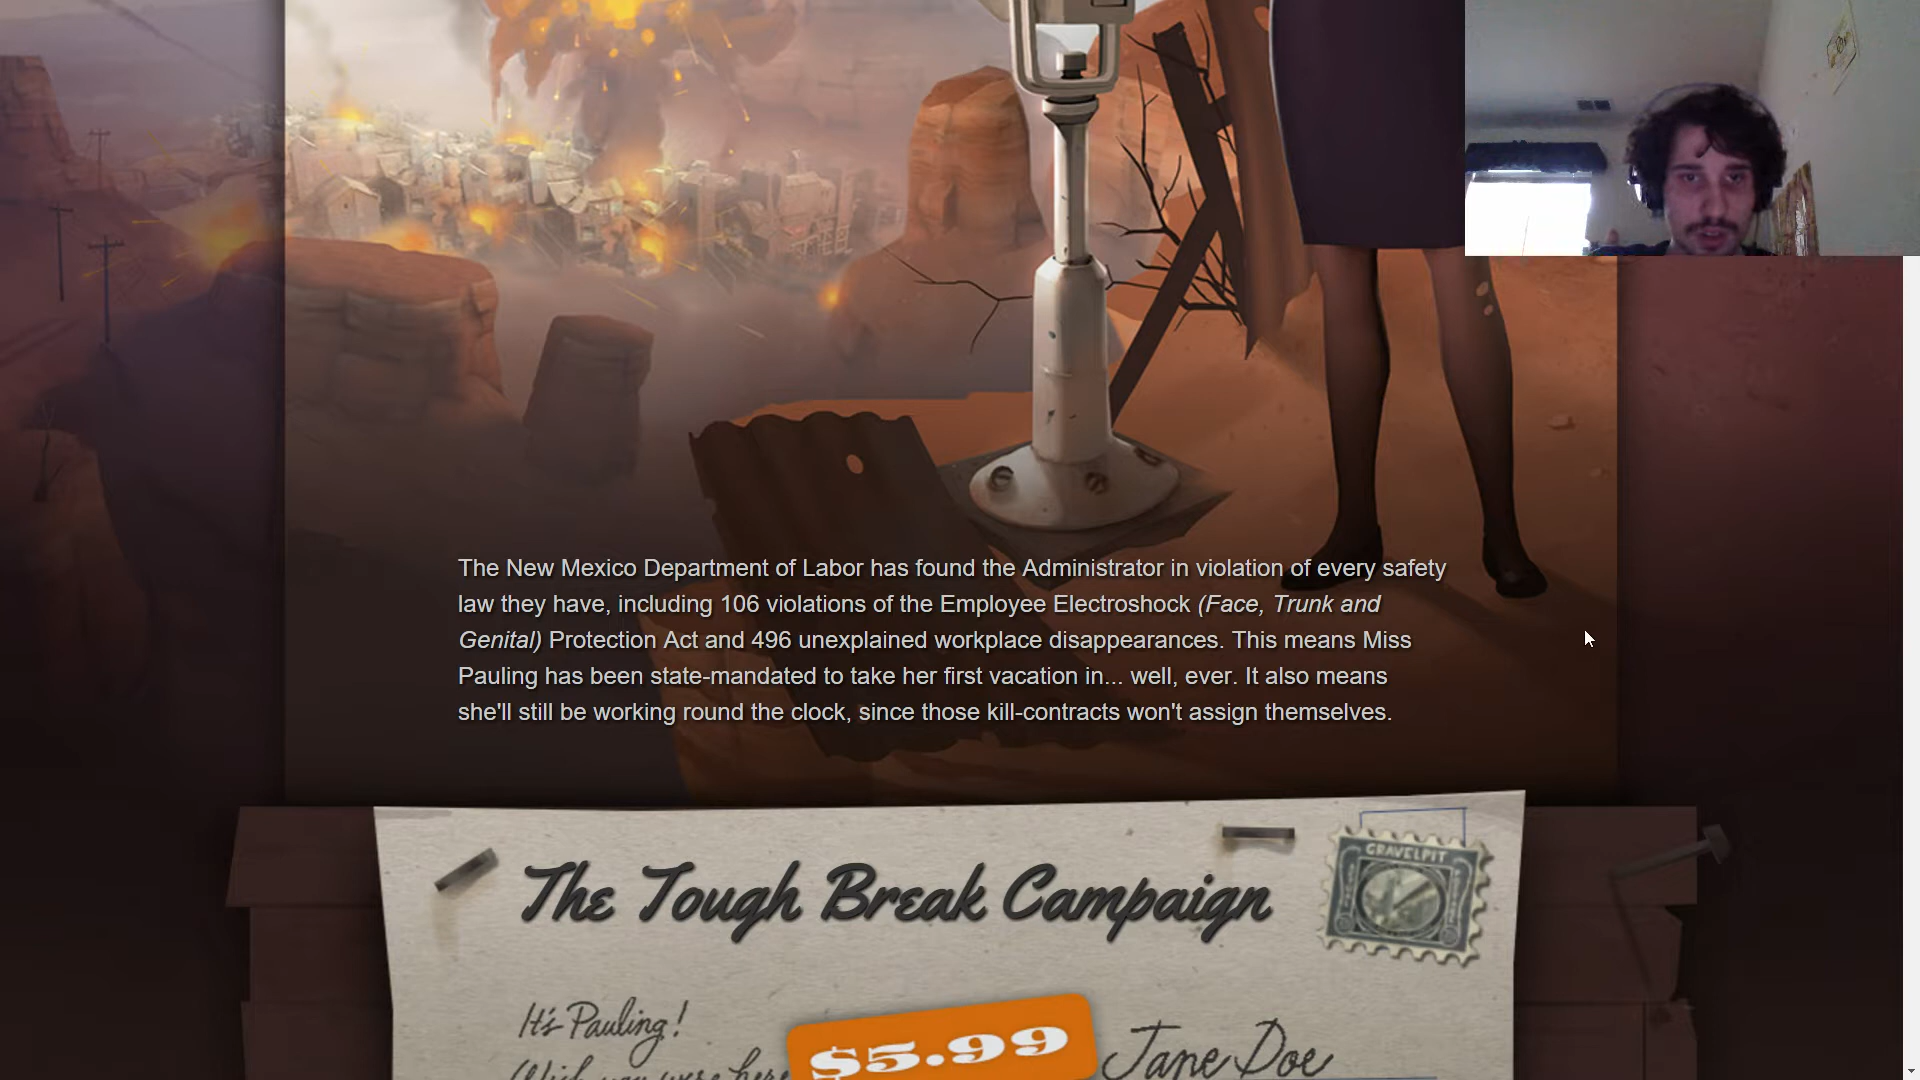 The New Mexico Department of Labor has found the Administrator in violation of every safety
law they have, including 106 violations of the Employee Electroshock (Face, Trunk and
Genital) Protection Act and 496 unexplained workplace disappearances. This means Miss
Pauling has been state-mandated to take her first vacation in... well, ever. It also means
she'll still be working round the clock, since those kill-contracts won't assign themselves.
GRAVELPIT
The Tough Break Campaign
It's Pauling!
$5.99
Jane Doe
Wish you were here